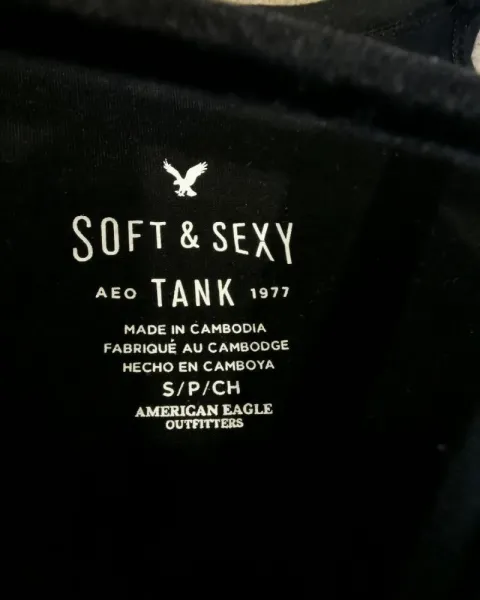 SOFT & SEXY
AEO TANK 1977
MADE IN CAMBODIA
FABRIQUÉ AU CAMBODGE
HECHO EN CAMBOYA
S/P/CH
AMERICAN EAGLE
OUTFITTERS